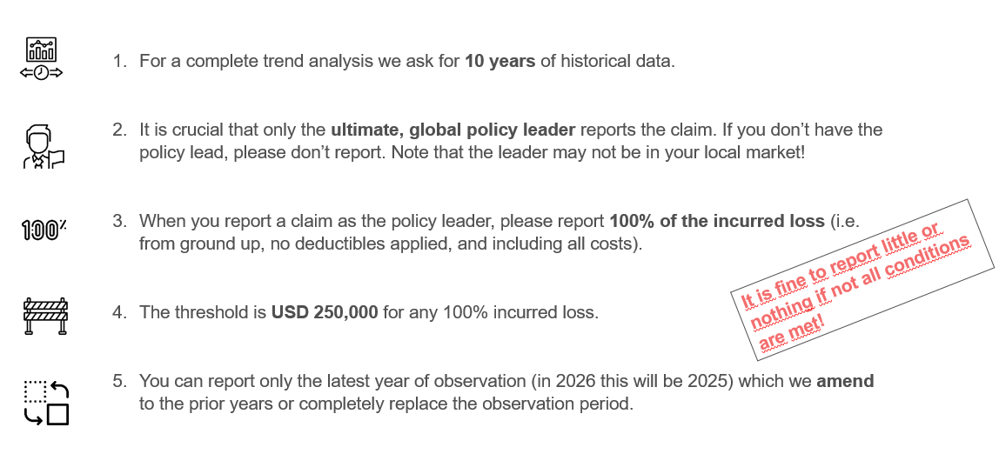 1. For a complete trend analysis we ask for 10 years of historical data.
2. It is crucial that only the ultimate, global policy leader reports the claim. If you don’t have the
policy lead, please don’t report. Note that the leader may not be in your local market!
100%
3. When you report a claim as the policy leader, please report 100% of the incurred loss (i.e.
from ground up, no deductibles applied, and including all costs).
It is fine to report little or
nothing if not all conditions
are met!
4. The threshold is USD 250,000 for any 100% incurred loss.
5. You can report only the latest year of observation (in 2026 this will be 2025) which we amend
to the prior years or completely replace the observation period.